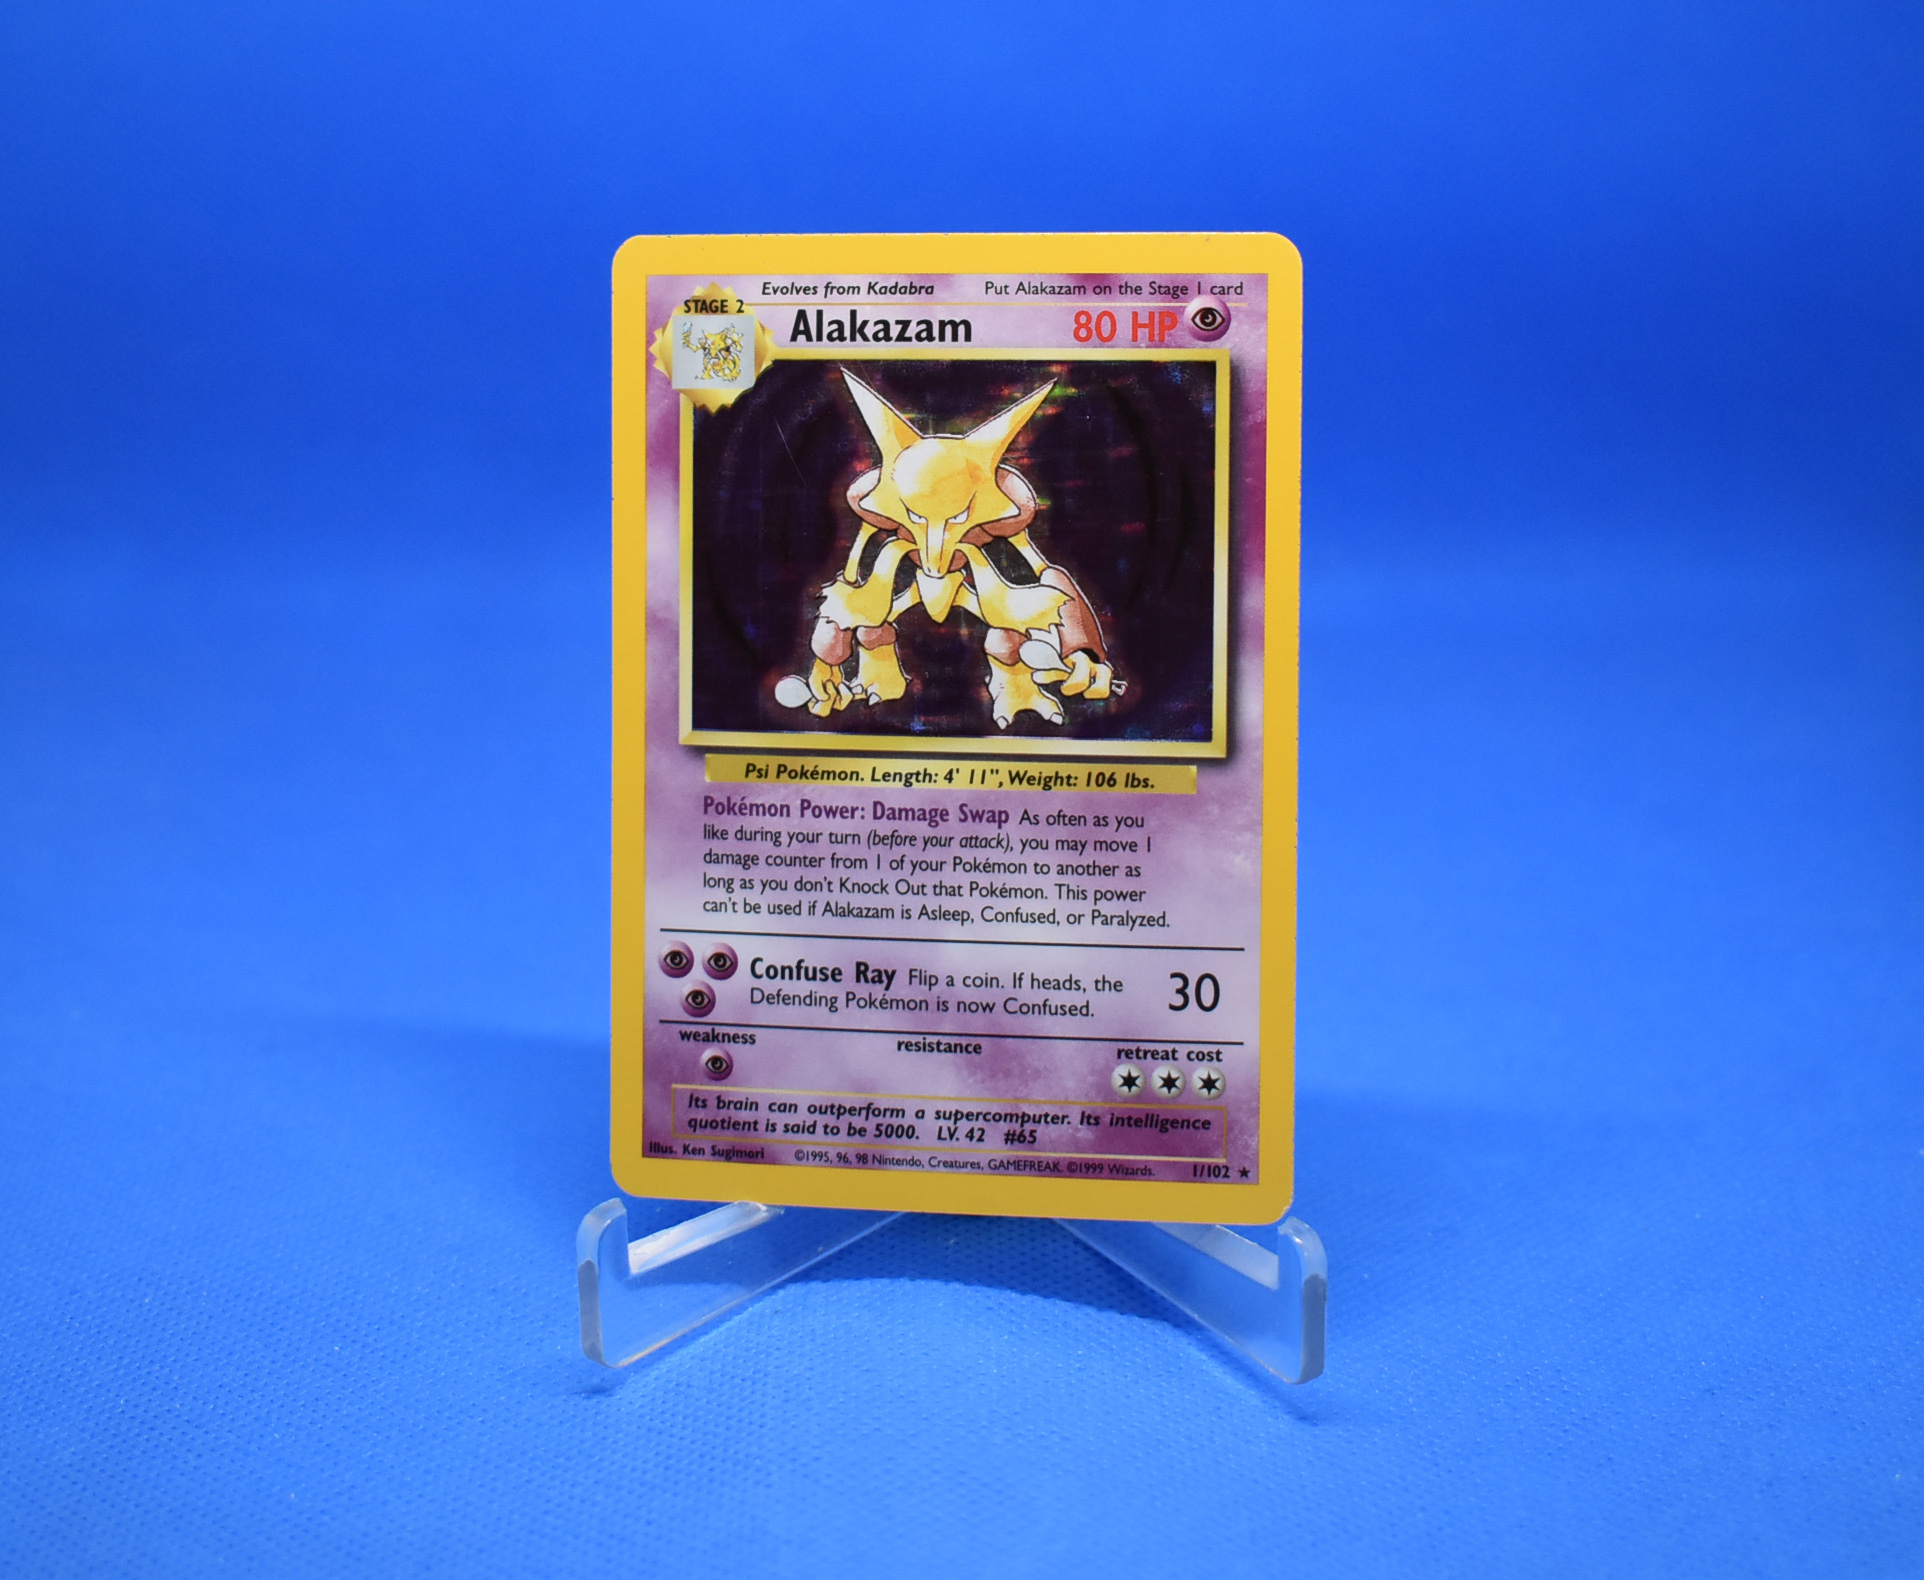 Evolves from Kadabra Put Alakazam on the Stage 1 card
STAGE 2
Alakazam 80 HP
Psi Pokémon. Length: 4' 11", Weight: 106 lbs.
Pokémon Power: Damage Swap As often as you
like during your turn (before your attack), you may move 1
damage counter from 1 of your Pokémon to another as
long as you don't Knock Out that Pokémon. This power
can't be used if Alakazam is Asleep, Confused, or Paralyzed.
Confuse Ray Flip a coin. If heads, the
Defending Pokémon is now Confused.
30
weakness resistance retreat cost
Its brain can outperform a supercomputer. Its intelligence
quotient is said to be 5000. LV. 42 #65
Illus. Ken Sugimori ©1995, 96, 98 Nintendo, Creatures, GAMEFREAK. ©1999 Wizards. 1/102 ★